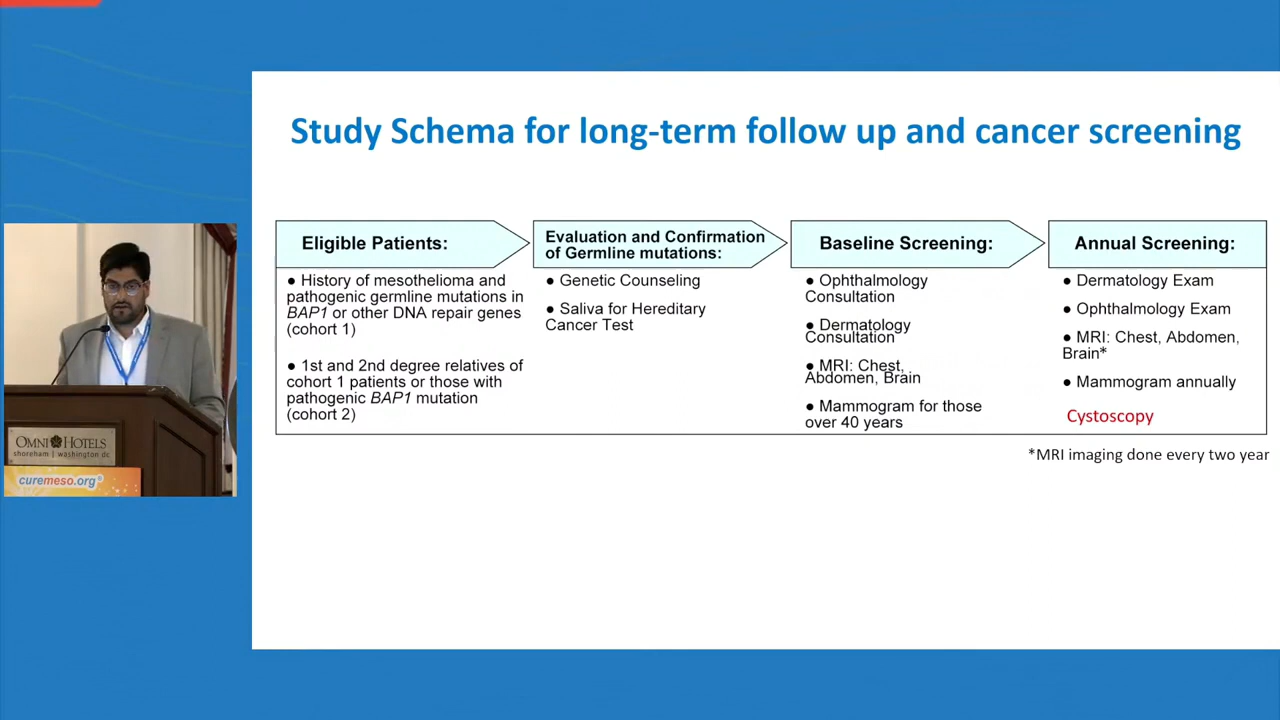 Study Schema for long-term follow up and cancer screening
Eligible Patients:
● History of mesothelioma and
pathogenic germline mutations in
BAP1 or other DNA repair genes
(cohort 1)
● 1st and 2nd degree relatives of
cohort 1 patients or those with
pathogenic BAP1 mutation
(cohort 2)
Evaluation and Confirmation
of Germline mutations:
● Genetic Counseling
● Saliva for Hereditary
Cancer Test
Baseline Screening:
● Ophthalmology
Consultation
● Dermatology
Consultation
● MRI: Chest,
Abdomen, Brain
● Mammogram for those
over 40 years
Annual Screening:
● Dermatology Exam
● Ophthalmology Exam
● MRI: Chest, Abdomen,
Brain*
● Mammogram annually
Cystoscopy
*MRI imaging done every two year
OMNI HOTELS
shoreham | washington dc
curemeso.org®